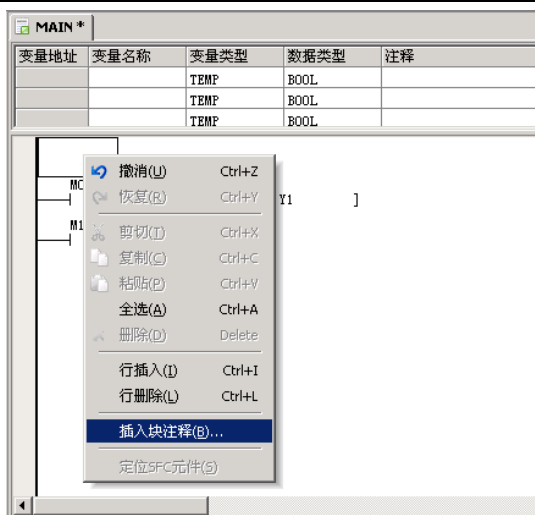 MAIN *
变量地址 变量名称 变量类型 数据类型 注释
TEMP BOOL
TEMP BOOL
TEMP BOOL
撤消(U) Ctrl+Z
M0
恢复(R) Ctrl+Y
Y1 ]
剪切(T) Ctrl+X
M1
复制(C) Ctrl+C
粘贴(P) Ctrl+V
全选(A) Ctrl+A
删除(D) Delete
行插入(I) Ctrl+I
行删除(L) Ctrl+L
插入块注释(B)...
定位SFC元件(S)